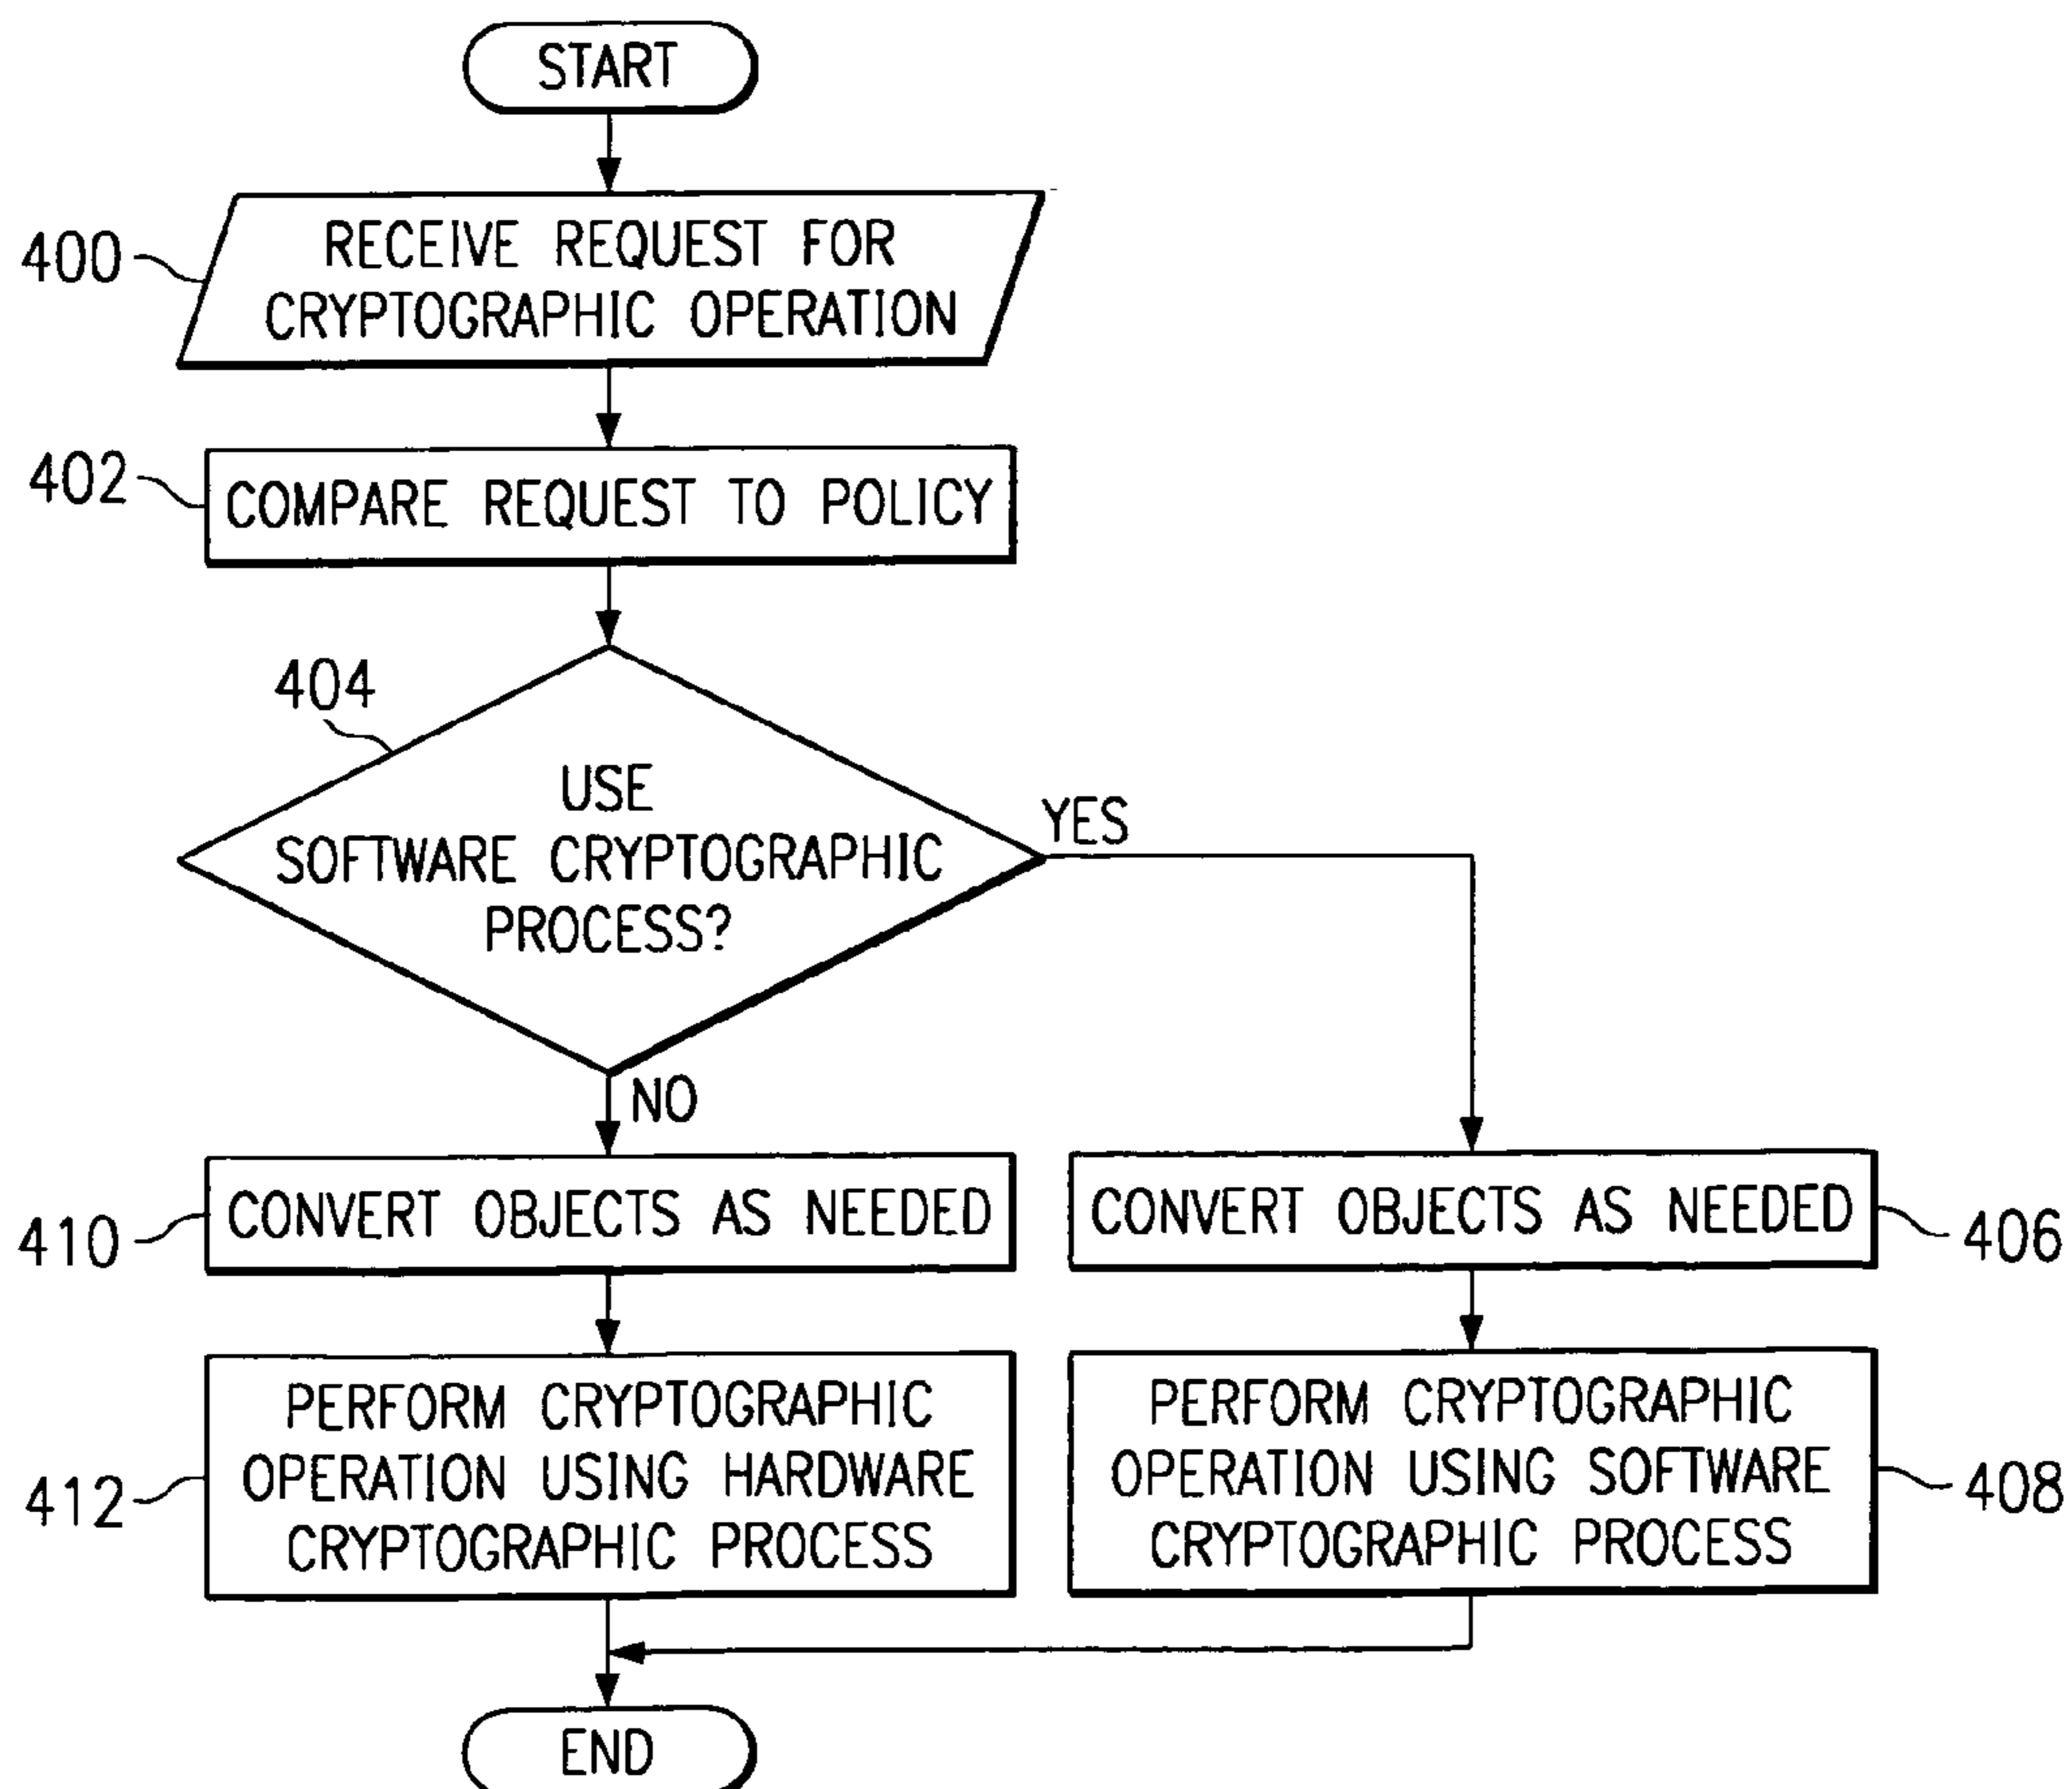 START
400
RECEIVE REQUEST FOR
CRYPTOGRAPHIC OPERATION
402
COMPARE REQUEST TO POLICY
404
USE
SOFTWARE CRYPTOGRAPHIC
PROCESS?
YES
NO
410
CONVERT OBJECTS AS NEEDED
CONVERT OBJECTS AS NEEDED
406
412
PERFORM CRYPTOGRAPHIC
OPERATION USING HARDWARE
CRYPTOGRAPHIC PROCESS
PERFORM CRYPTOGRAPHIC
OPERATION USING SOFTWARE
CRYPTOGRAPHIC PROCESS
408
END